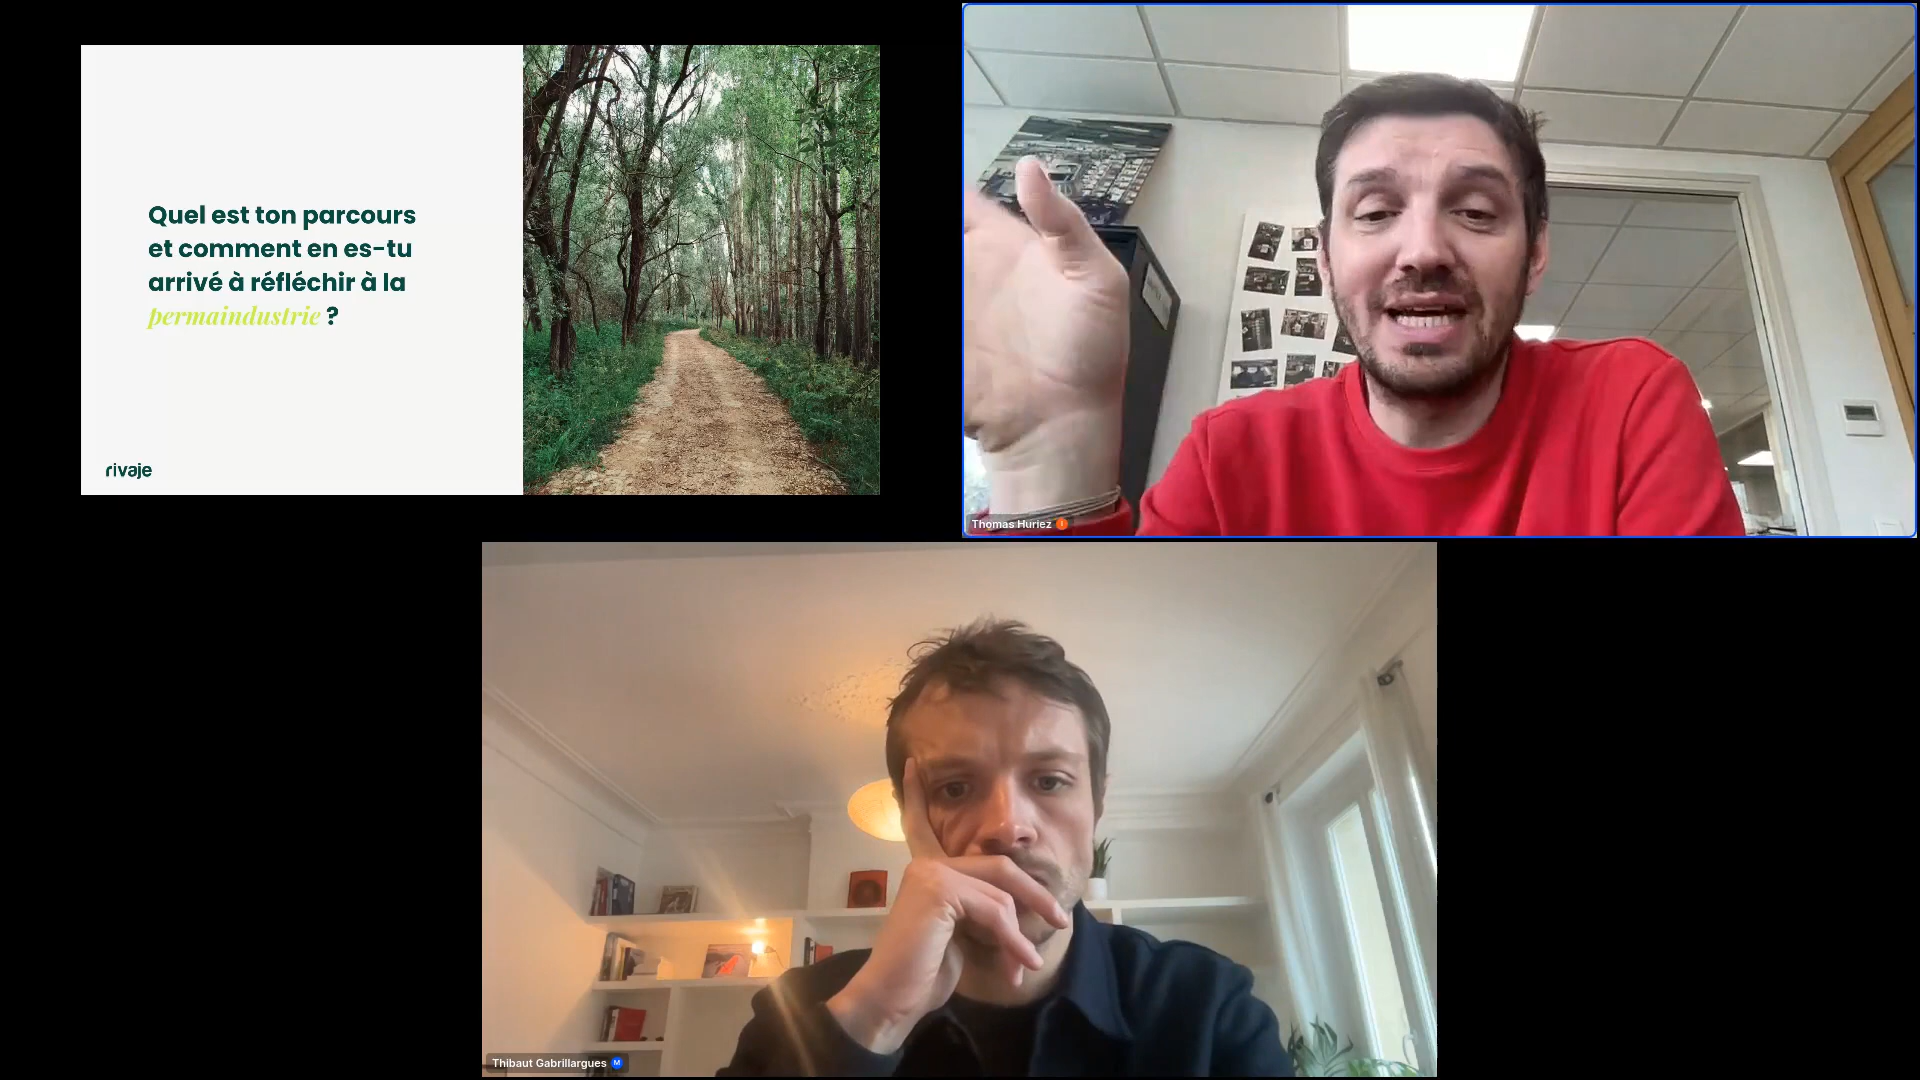 Quel est ton parcours
et comment en es-tu
arrivé à réfléchir à la
permaindustrie ?
rivaje
Thomas Huriez
Thibaut Gabrillargues M